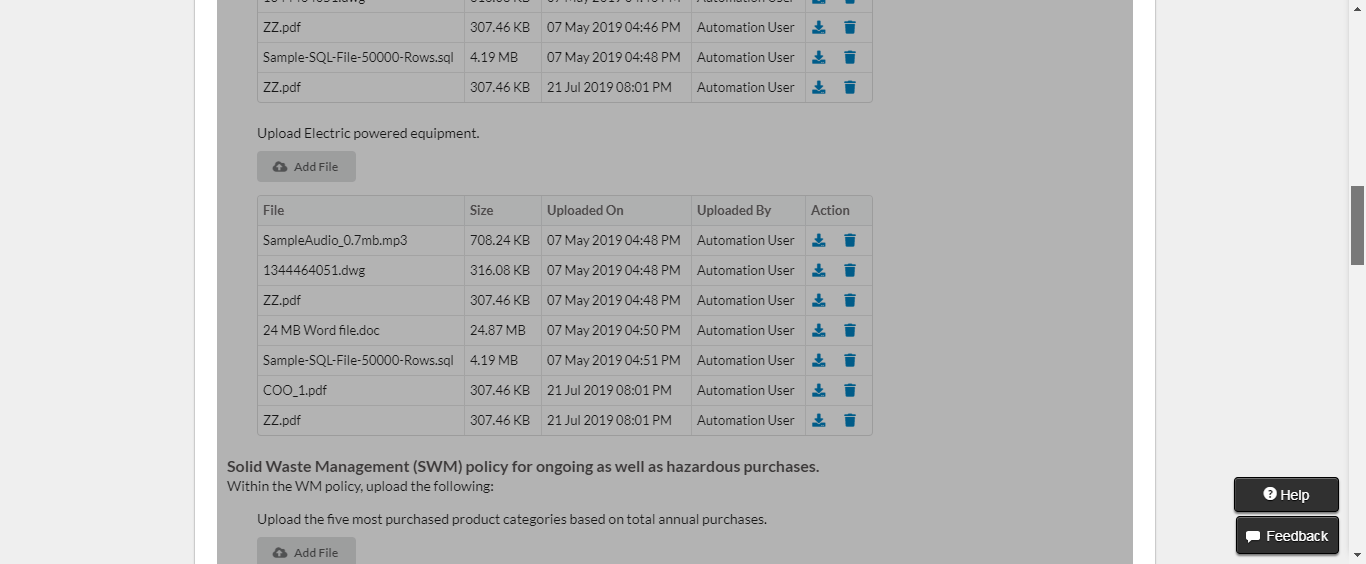 ZZ.pdf 307.46 KB 07 May 2019 04:46 PM Automation User
Sample-SQL-File-50000-Rows.sql 4.19 MB 07 May 2019 04:48 PM Automation User
ZZ.pdf 307.46 KB 21 Jul 2019 08:01 PM Automation User
Upload Electric powered equipment.
Add File
File Size Uploaded On Uploaded By Action
SampleAudio_0.7mb.mp3 708.24 KB 07 May 2019 04:48 PM Automation User
1344464051.dwg 316.08 KB 07 May 2019 04:48 PM Automation User
ZZ.pdf 307.46 KB 07 May 2019 04:48 PM Automation User
24 MB Word file.doc 24.87 MB 07 May 2019 04:50 PM Automation User
Sample-SQL-File-50000-Rows.sql 4.19 MB 07 May 2019 04:51 PM Automation User
COO_1.pdf 307.46 KB 21 Jul 2019 08:01 PM Automation User
ZZ.pdf 307.46 KB 21 Jul 2019 08:01 PM Automation User
Solid Waste Management (SWM) policy for ongoing as well as hazardous purchases.
Within the WM policy, upload the following:
Help
Upload the five most purchased product categories based on total annual purchases.
Feedback
Add File